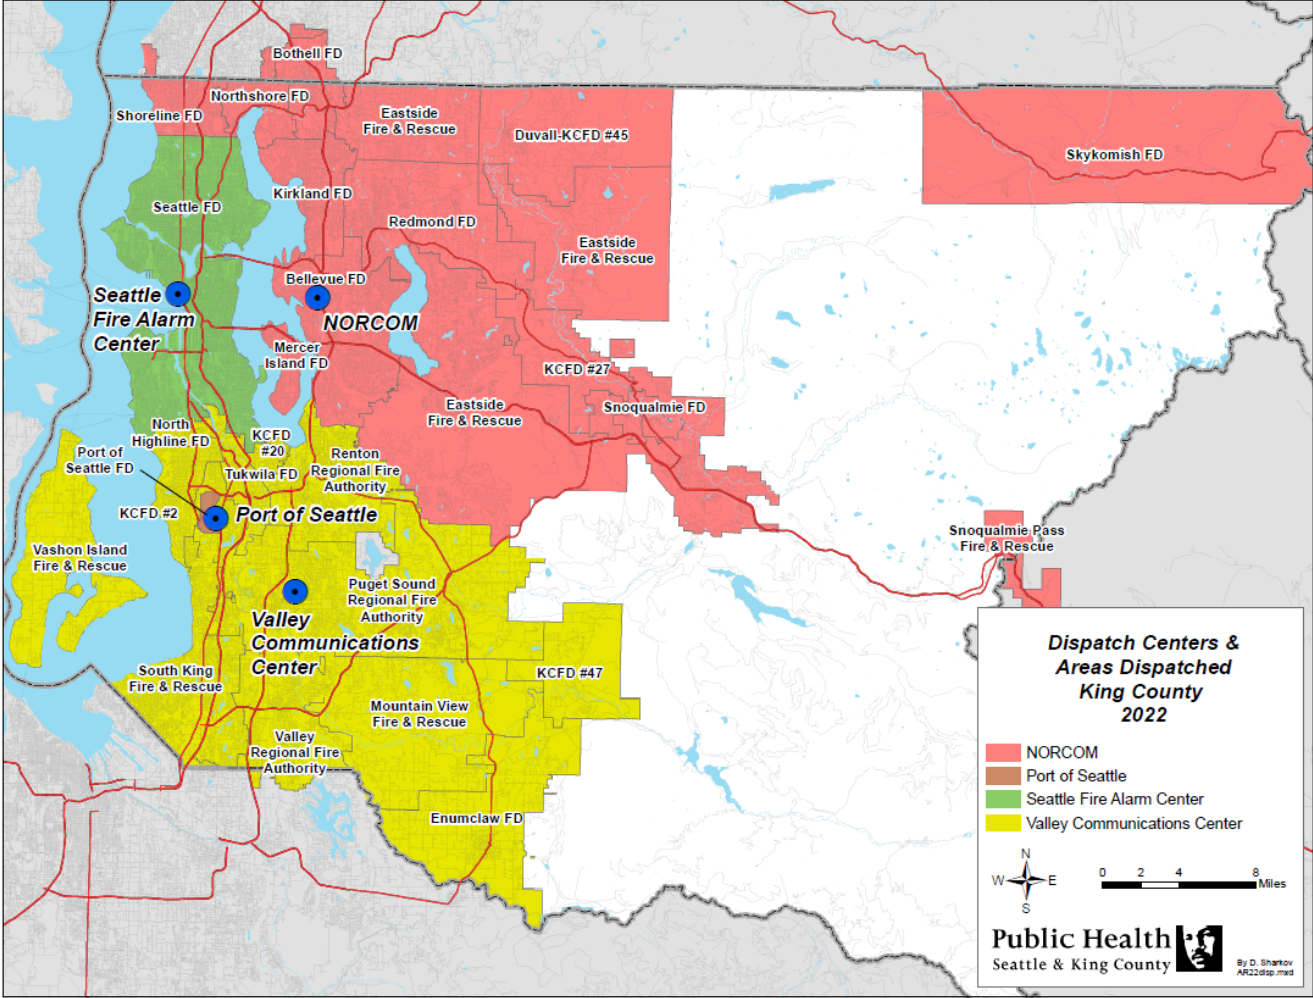 Bothell FD
Northshore FD
Shoreline FD
Eastside
Fire & Rescue
Duvall-KCFD #45
Skykomish FD
Kirkland FD
Seattle FD
Redmond FD
Eastside
Fire & Rescue
Bellevue FD
Seattle
Fire Alarm
Center
NORCOM
Mercer
Island FD
KCFD #27
Eastside
Fire & Rescue
Snoqualmie FD
North
Highline FD
KCFD
#20
Port of
Seattle FD
Tukwila FD
Renton
Regional Fire
Authority
KCFD #2
Port of Seattle
Snoqualmie Pass
Fire & Rescue
Vashon Island
Fire & Rescue
Puget Sound
Regional Fire
Authority
Valley
Communications
Center
South King
Fire & Rescue
KCFD #47
Mountain View
Fire & Rescue
Valley
Regional Fire
Authority
Enumclaw FD
Dispatch Centers &
Areas Dispatched
King County
2022
NORCOM
Port of Seattle
Seattle Fire Alarm Center
Valley Communications Center
N
W E
S
0 2 4 8
Miles
Public Health
Seattle & King County
By D. Sharkov
AR22disp.mxd